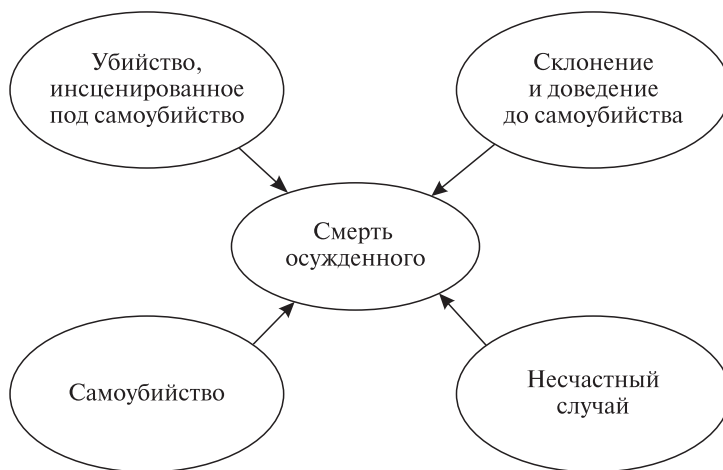 Убийство,
инсценированное
под самоубийство
Склонение
и доведение
до самоубийства
Смерть
осужденного
Самоубийство
Несчастный
случай